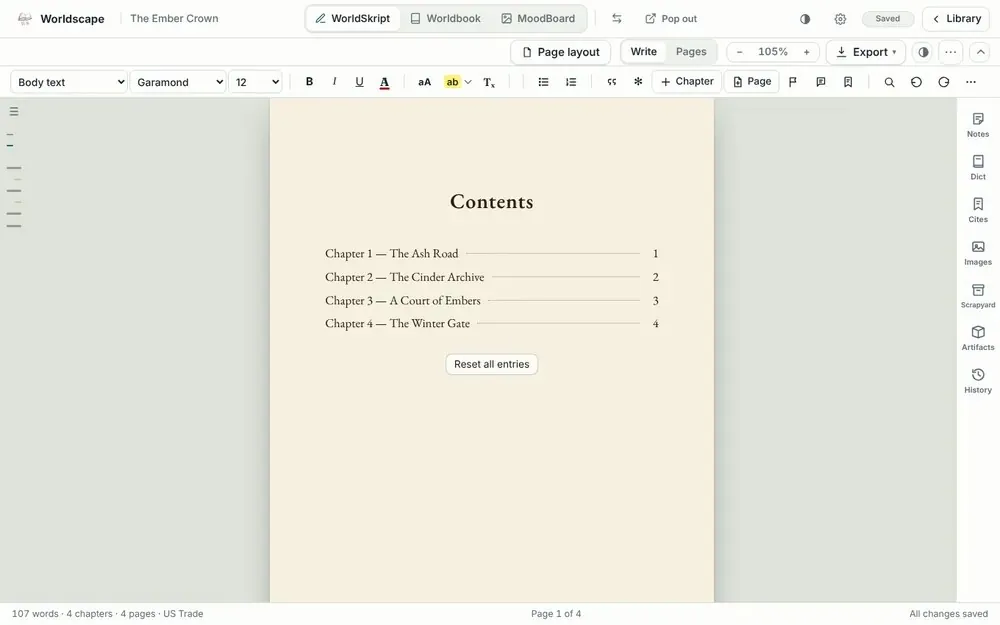 Worldscape The Ember Crown WorldSkript Worldbook MoodBoard Pop out Saved Library
Page layout Write Pages − 105% + Export
Body text Garamond 12 B I U A aA ab Tx + Chapter Page
Contents
Chapter 1 — The Ash Road 1
Chapter 2 — The Cinder Archive 2
Chapter 3 — A Court of Embers 3
Chapter 4 — The Winter Gate 4
Reset all entries
Notes
Dict
Cites
Images
Scrapyard
Artifacts
History
107 words · 4 chapters · 4 pages · US Trade Page 1 of 4 All changes saved